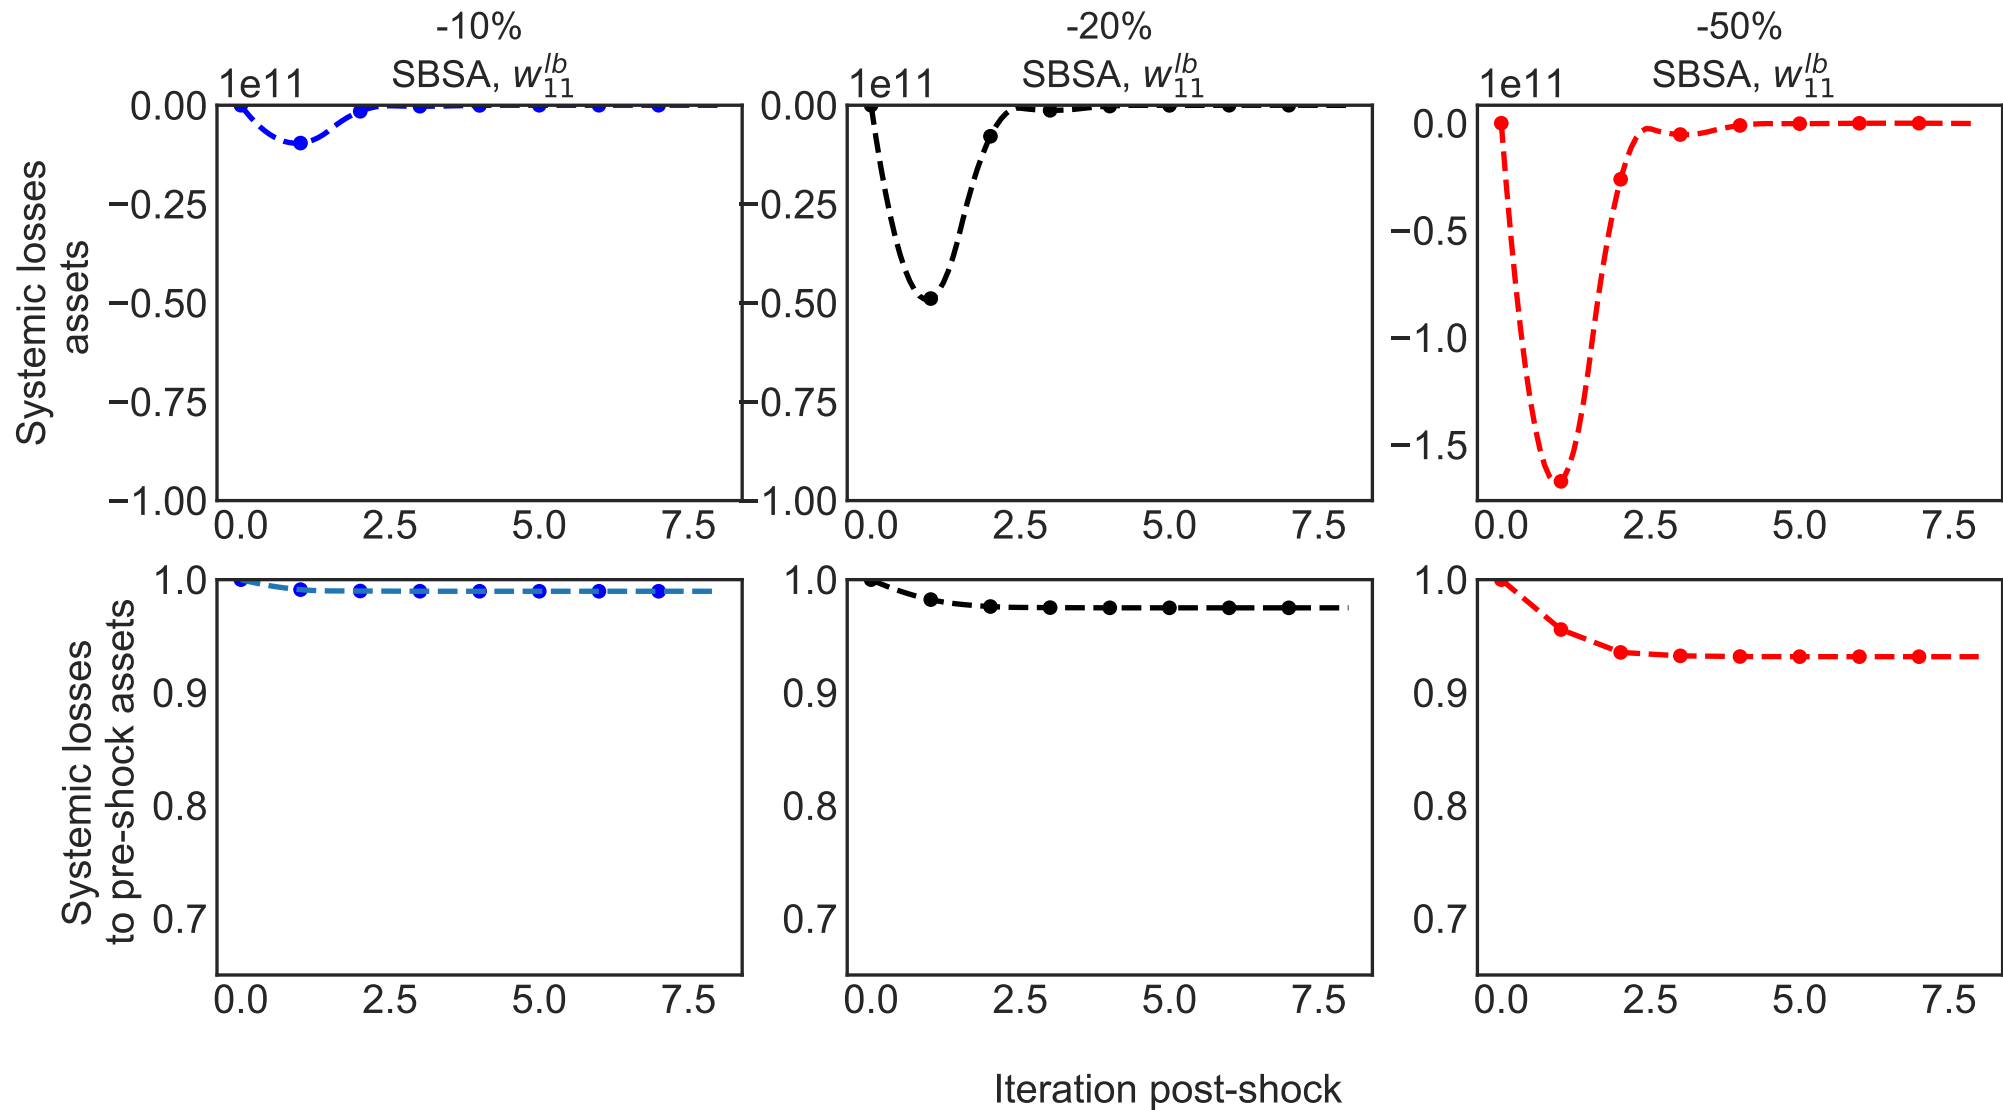 -10%
-20%
-50%
1e11 SBSA, w_{11}^{lb}
1e11 SBSA, w_{11}^{lb}
1e11 SBSA, w_{11}^{lb}
Systemic losses
assets
0.00
−0.25
−0.50
−0.75
−1.00
0.0 2.5 5.0 7.5
0.00
−0.25
−0.50
−0.75
−1.00
0.0 2.5 5.0 7.5
0.0
−0.5
−1.0
−1.5
0.0 2.5 5.0 7.5
Systemic losses
to pre-shock assets
1.0
0.9
0.8
0.7
0.0 2.5 5.0 7.5
1.0
0.9
0.8
0.7
0.0 2.5 5.0 7.5
1.0
0.9
0.8
0.7
0.0 2.5 5.0 7.5
Iteration post-shock